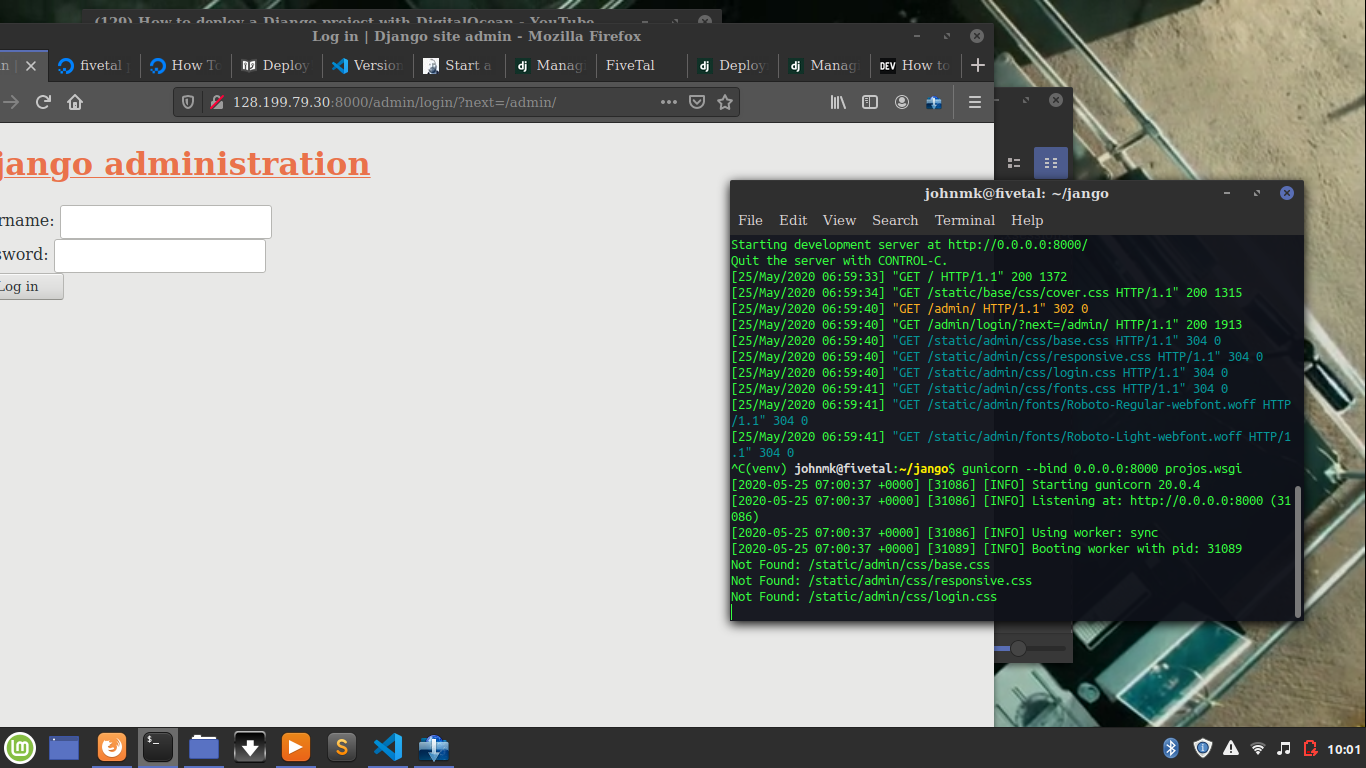 (129) How to deploy a Django project with DigitalOcean - YouTube
Log in | Django site admin - Mozilla Firefox
in |
fivetal
How To
Deploy
Version
Start a
Manag
FiveTal
Deploy
Manag
DEV
How to
128.199.79.30:8000/admin/login/?next=/admin/
jango administration
rname:
sword:
Log in
johnmk@fivetal: ~/jango
File Edit View Search Terminal Help
Starting development server at http://0.0.0.0:8000/
Quit the server with CONTROL-C.
[25/May/2020 06:59:33] "GET / HTTP/1.1" 200 1372
[25/May/2020 06:59:34] "GET /static/base/css/cover.css HTTP/1.1" 200 1315
[25/May/2020 06:59:40] "GET /admin/ HTTP/1.1" 302 0
[25/May/2020 06:59:40] "GET /admin/login/?next=/admin/ HTTP/1.1" 200 1913
[25/May/2020 06:59:40] "GET /static/admin/css/base.css HTTP/1.1" 304 0
[25/May/2020 06:59:40] "GET /static/admin/css/responsive.css HTTP/1.1" 304 0
[25/May/2020 06:59:40] "GET /static/admin/css/login.css HTTP/1.1" 304 0
[25/May/2020 06:59:41] "GET /static/admin/css/fonts.css HTTP/1.1" 304 0
[25/May/2020 06:59:41] "GET /static/admin/fonts/Roboto-Regular-webfont.woff HTTP
/1.1" 304 0
[25/May/2020 06:59:41] "GET /static/admin/fonts/Roboto-Light-webfont.woff HTTP/1
.1" 304 0
^C(venv) johnmk@fivetal:~/jango$ gunicorn --bind 0.0.0.0:8000 projos.wsgi
[2020-05-25 07:00:37 +0000] [31086] [INFO] Starting gunicorn 20.0.4
[2020-05-25 07:00:37 +0000] [31086] [INFO] Listening at: http://0.0.0.0:8000 (31
086)
[2020-05-25 07:00:37 +0000] [31086] [INFO] Using worker: sync
[2020-05-25 07:00:37 +0000] [31089] [INFO] Booting worker with pid: 31089
Not Found: /static/admin/css/base.css
Not Found: /static/admin/css/responsive.css
Not Found: /static/admin/css/login.css
10:01